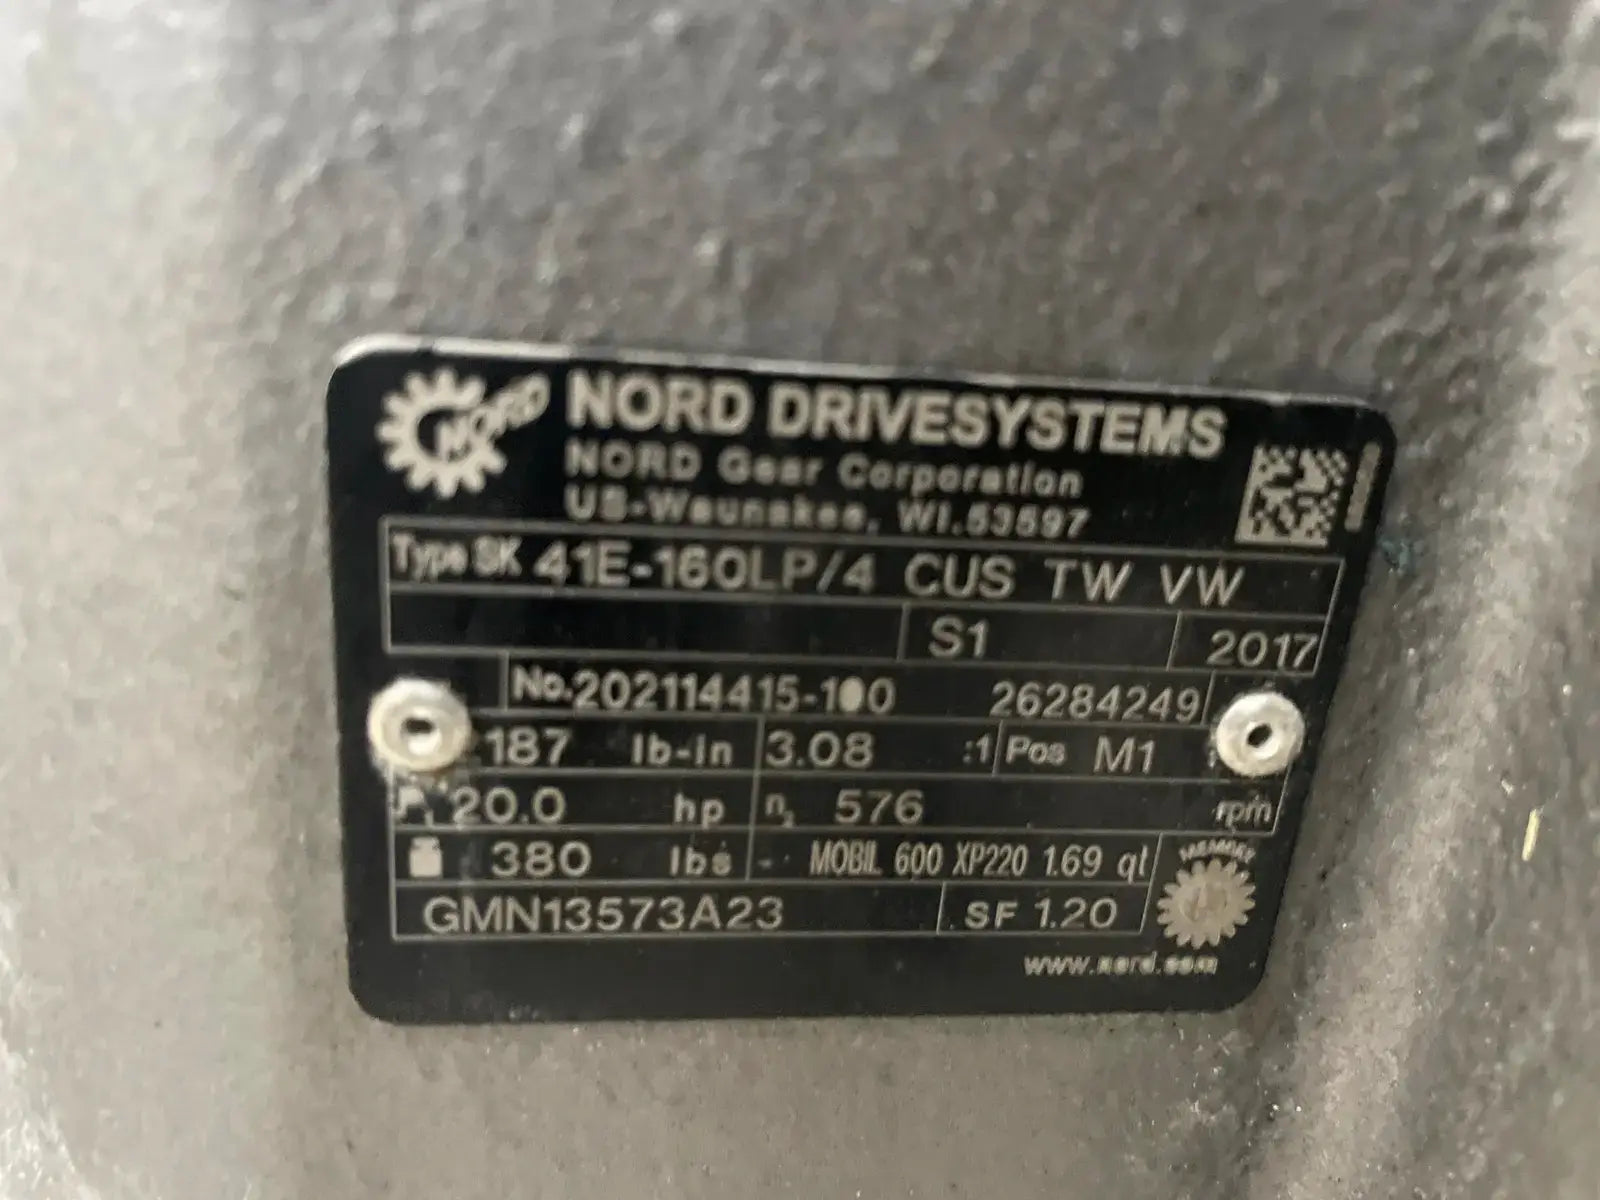 NORD
NORD DRIVESYSTEMS
NORD Gear Corporation
US-Waunakee, WI.53597
Type SK 41E-160LP/4 CUS TW VW
S1 2017
No.202114415-100 26284249
187 lb-in 3.08 :1 Pos M1
20.0 hp n₂ 576 rpm
380 lbs - MOBIL 600 XP220 1.69 qt
GMN13573A23 SF 1.20
www.nord.com